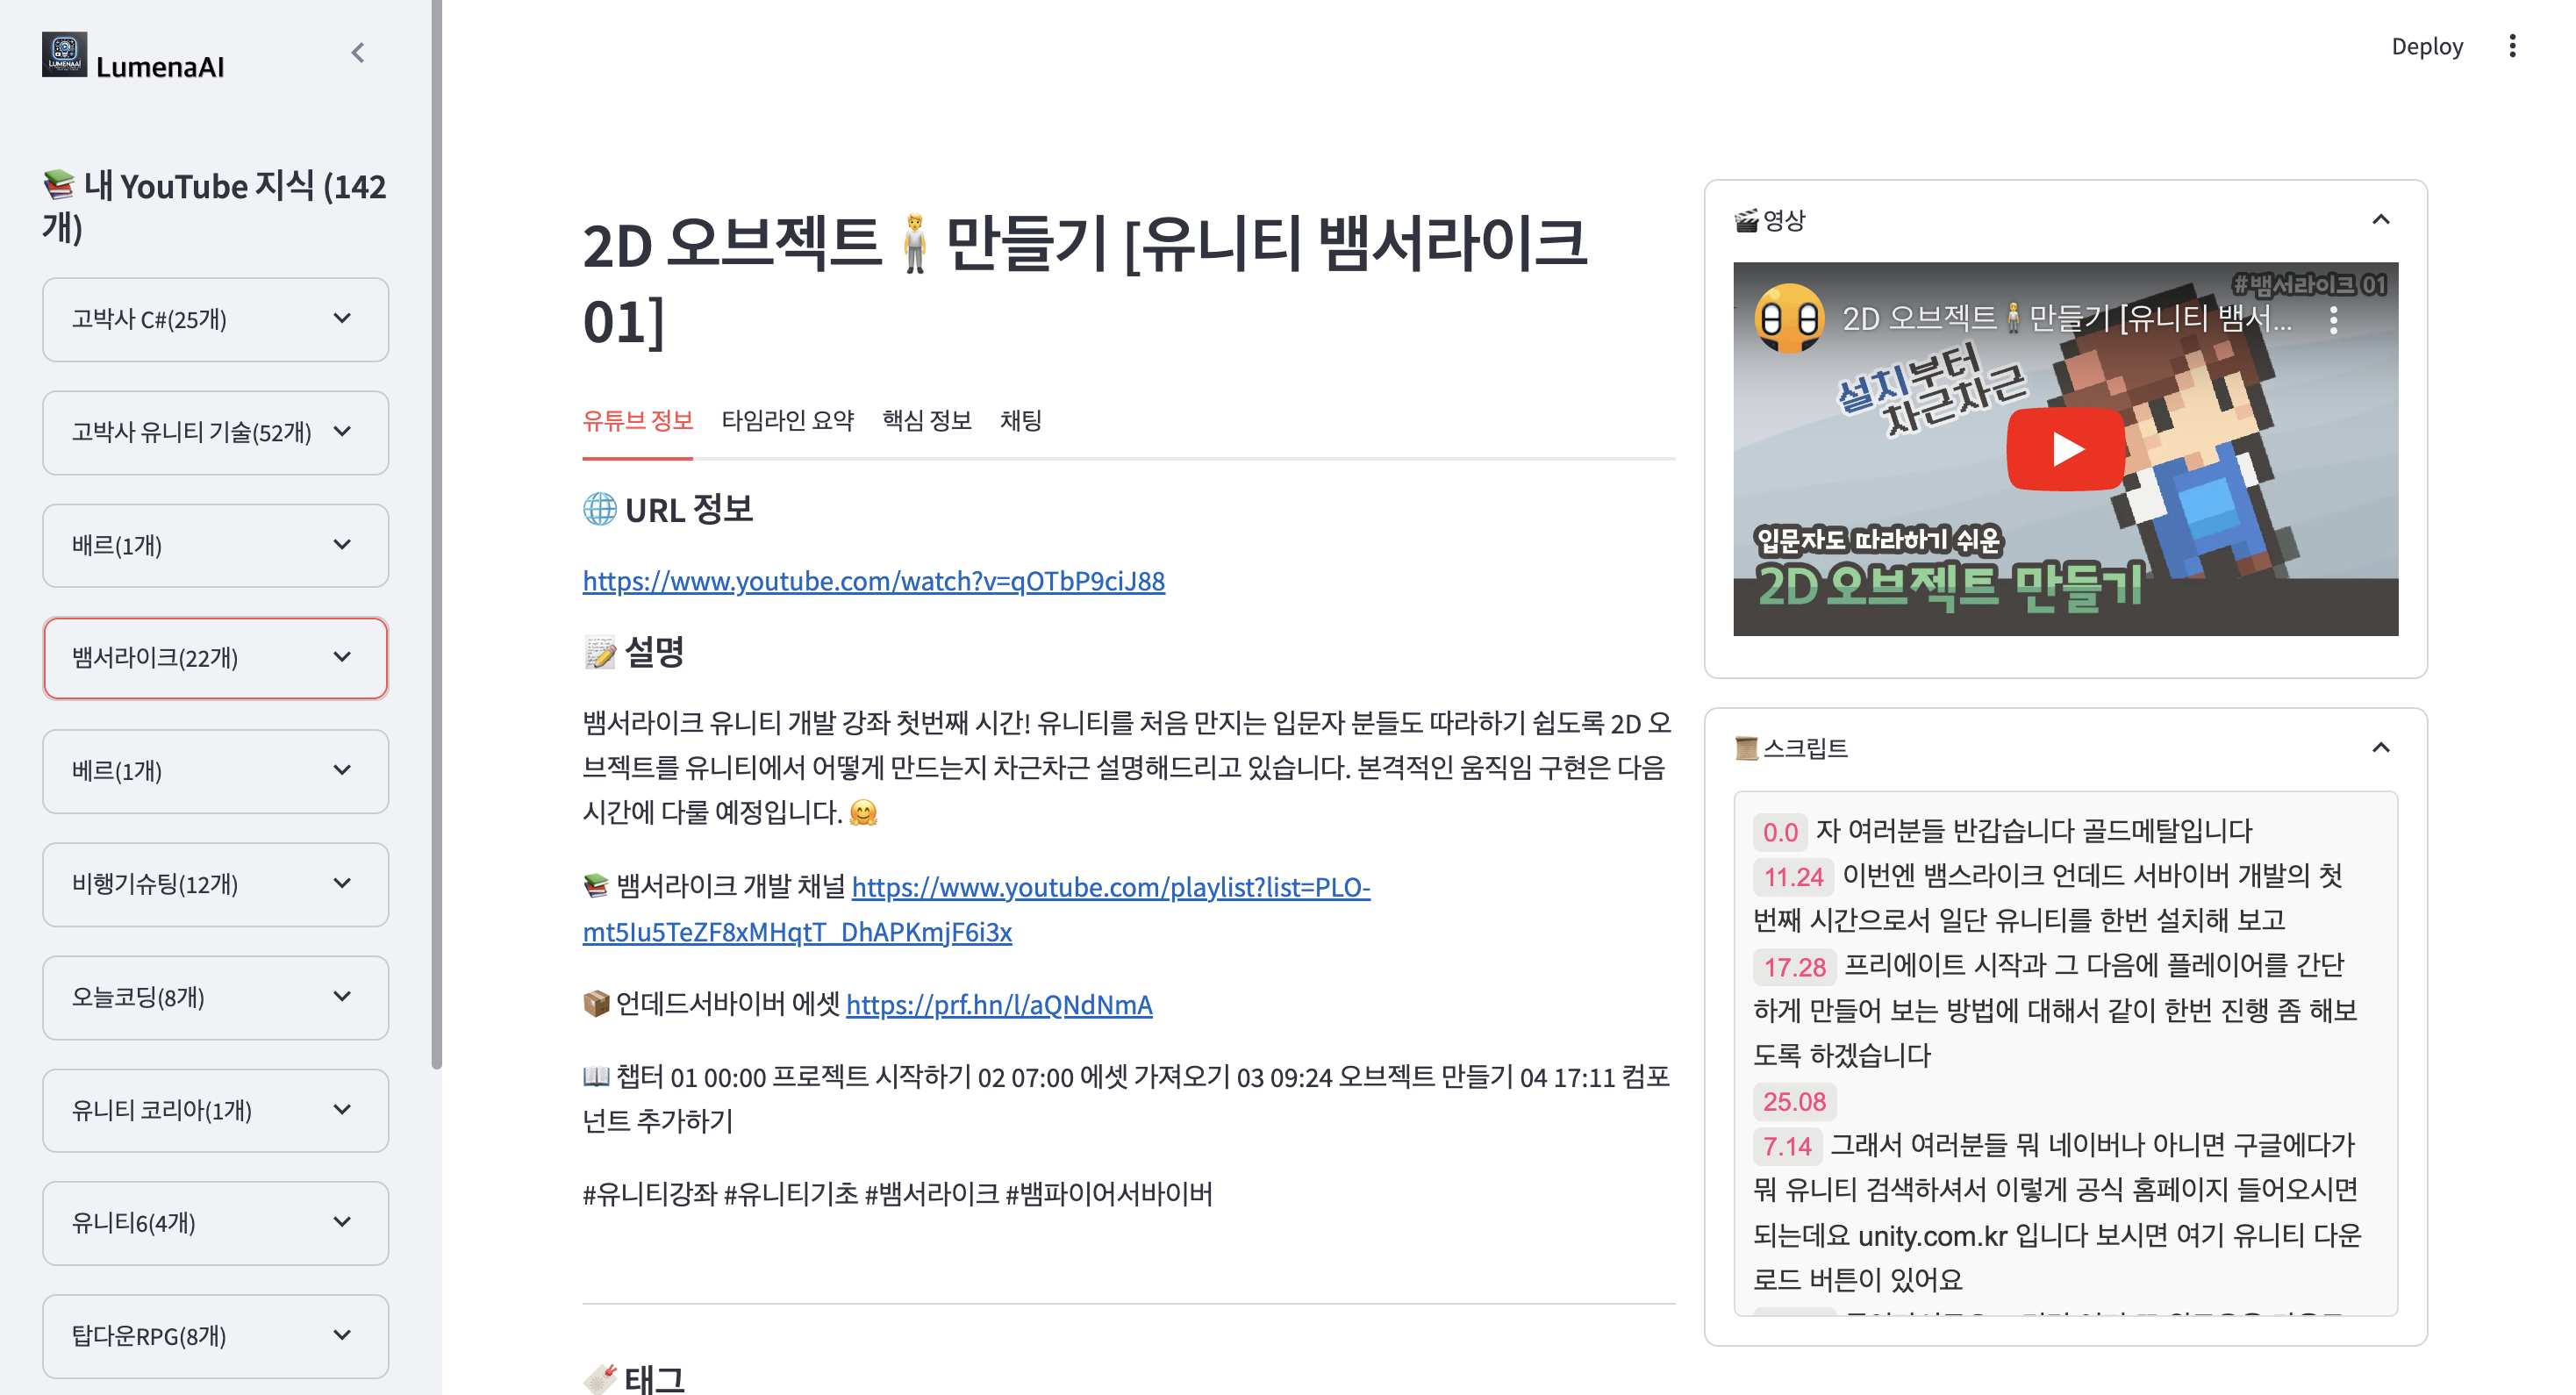 LUMENAAI
LumenaAI
📚 내 YouTube 지식 (142
개)
고박사 C#(25개)
고박사 유니티 기술(52개)
배르(1개)
뱀서라이크(22개)
베르(1개)
비행기슈팅(12개)
오늘코딩(8개)
유니티 코리아(1개)
유니티6(4개)
탑다운RPG(8개)
Deploy
2D 오브젝트🧍만들기 [유니티 뱀서라이크
01]
유튜브 정보 타임라인 요약 핵심 정보 채팅
🌐 URL 정보
https://www.youtube.com/watch?v=qOTbP9ciJ88
📝 설명
뱀서라이크 유니티 개발 강좌 첫번째 시간! 유니티를 처음 만지는 입문자 분들도 따라하기 쉽도록 2D 오
브젝트를 유니티에서 어떻게 만드는지 차근차근 설명해드리고 있습니다. 본격적인 움직임 구현은 다음
시간에 다룰 예정입니다. 🤗
📚 뱀서라이크 개발 채널 https://www.youtube.com/playlist?list=PLO-
mt5Iu5TeZF8xMHqtT_DhAPKmjF6i3x
📦 언데드서바이버 에셋 https://prf.hn/l/aQNdNmA
📖 챕터 01 00:00 프로젝트 시작하기 02 07:00 에셋 가져오기 03 09:24 오브젝트 만들기 04 17:11 컴포
넌트 추가하기
#유니티강좌 #유니티기초 #뱀서라이크 #뱀파이어서바이버
태그
🎬영상
#뱀서라이크 01
2D 오브젝트🧍만들기 [유니티 뱀서...
설치부터
차근차근
입문자도 따라하기 쉬운
2D 오브젝트 만들기
📜스크립트
0.0 자 여러분들 반갑습니다 골드메탈입니다
11.24 이번엔 뱀스라이크 언데드 서바이버 개발의 첫
번째 시간으로서 일단 유니티를 한번 설치해 보고
17.28 프리에이트 시작과 그 다음에 플레이어를 간단
하게 만들어 보는 방법에 대해서 같이 한번 진행 좀 해보
도록 하겠습니다
25.08
7.14 그래서 여러분들 뭐 네이버나 아니면 구글에다가
뭐 유니티 검색하셔서 이렇게 공식 홈페이지 들어오시면
되는데요 unity.com.kr 입니다 보시면 여기 유니티 다운
로드 버튼이 있어요